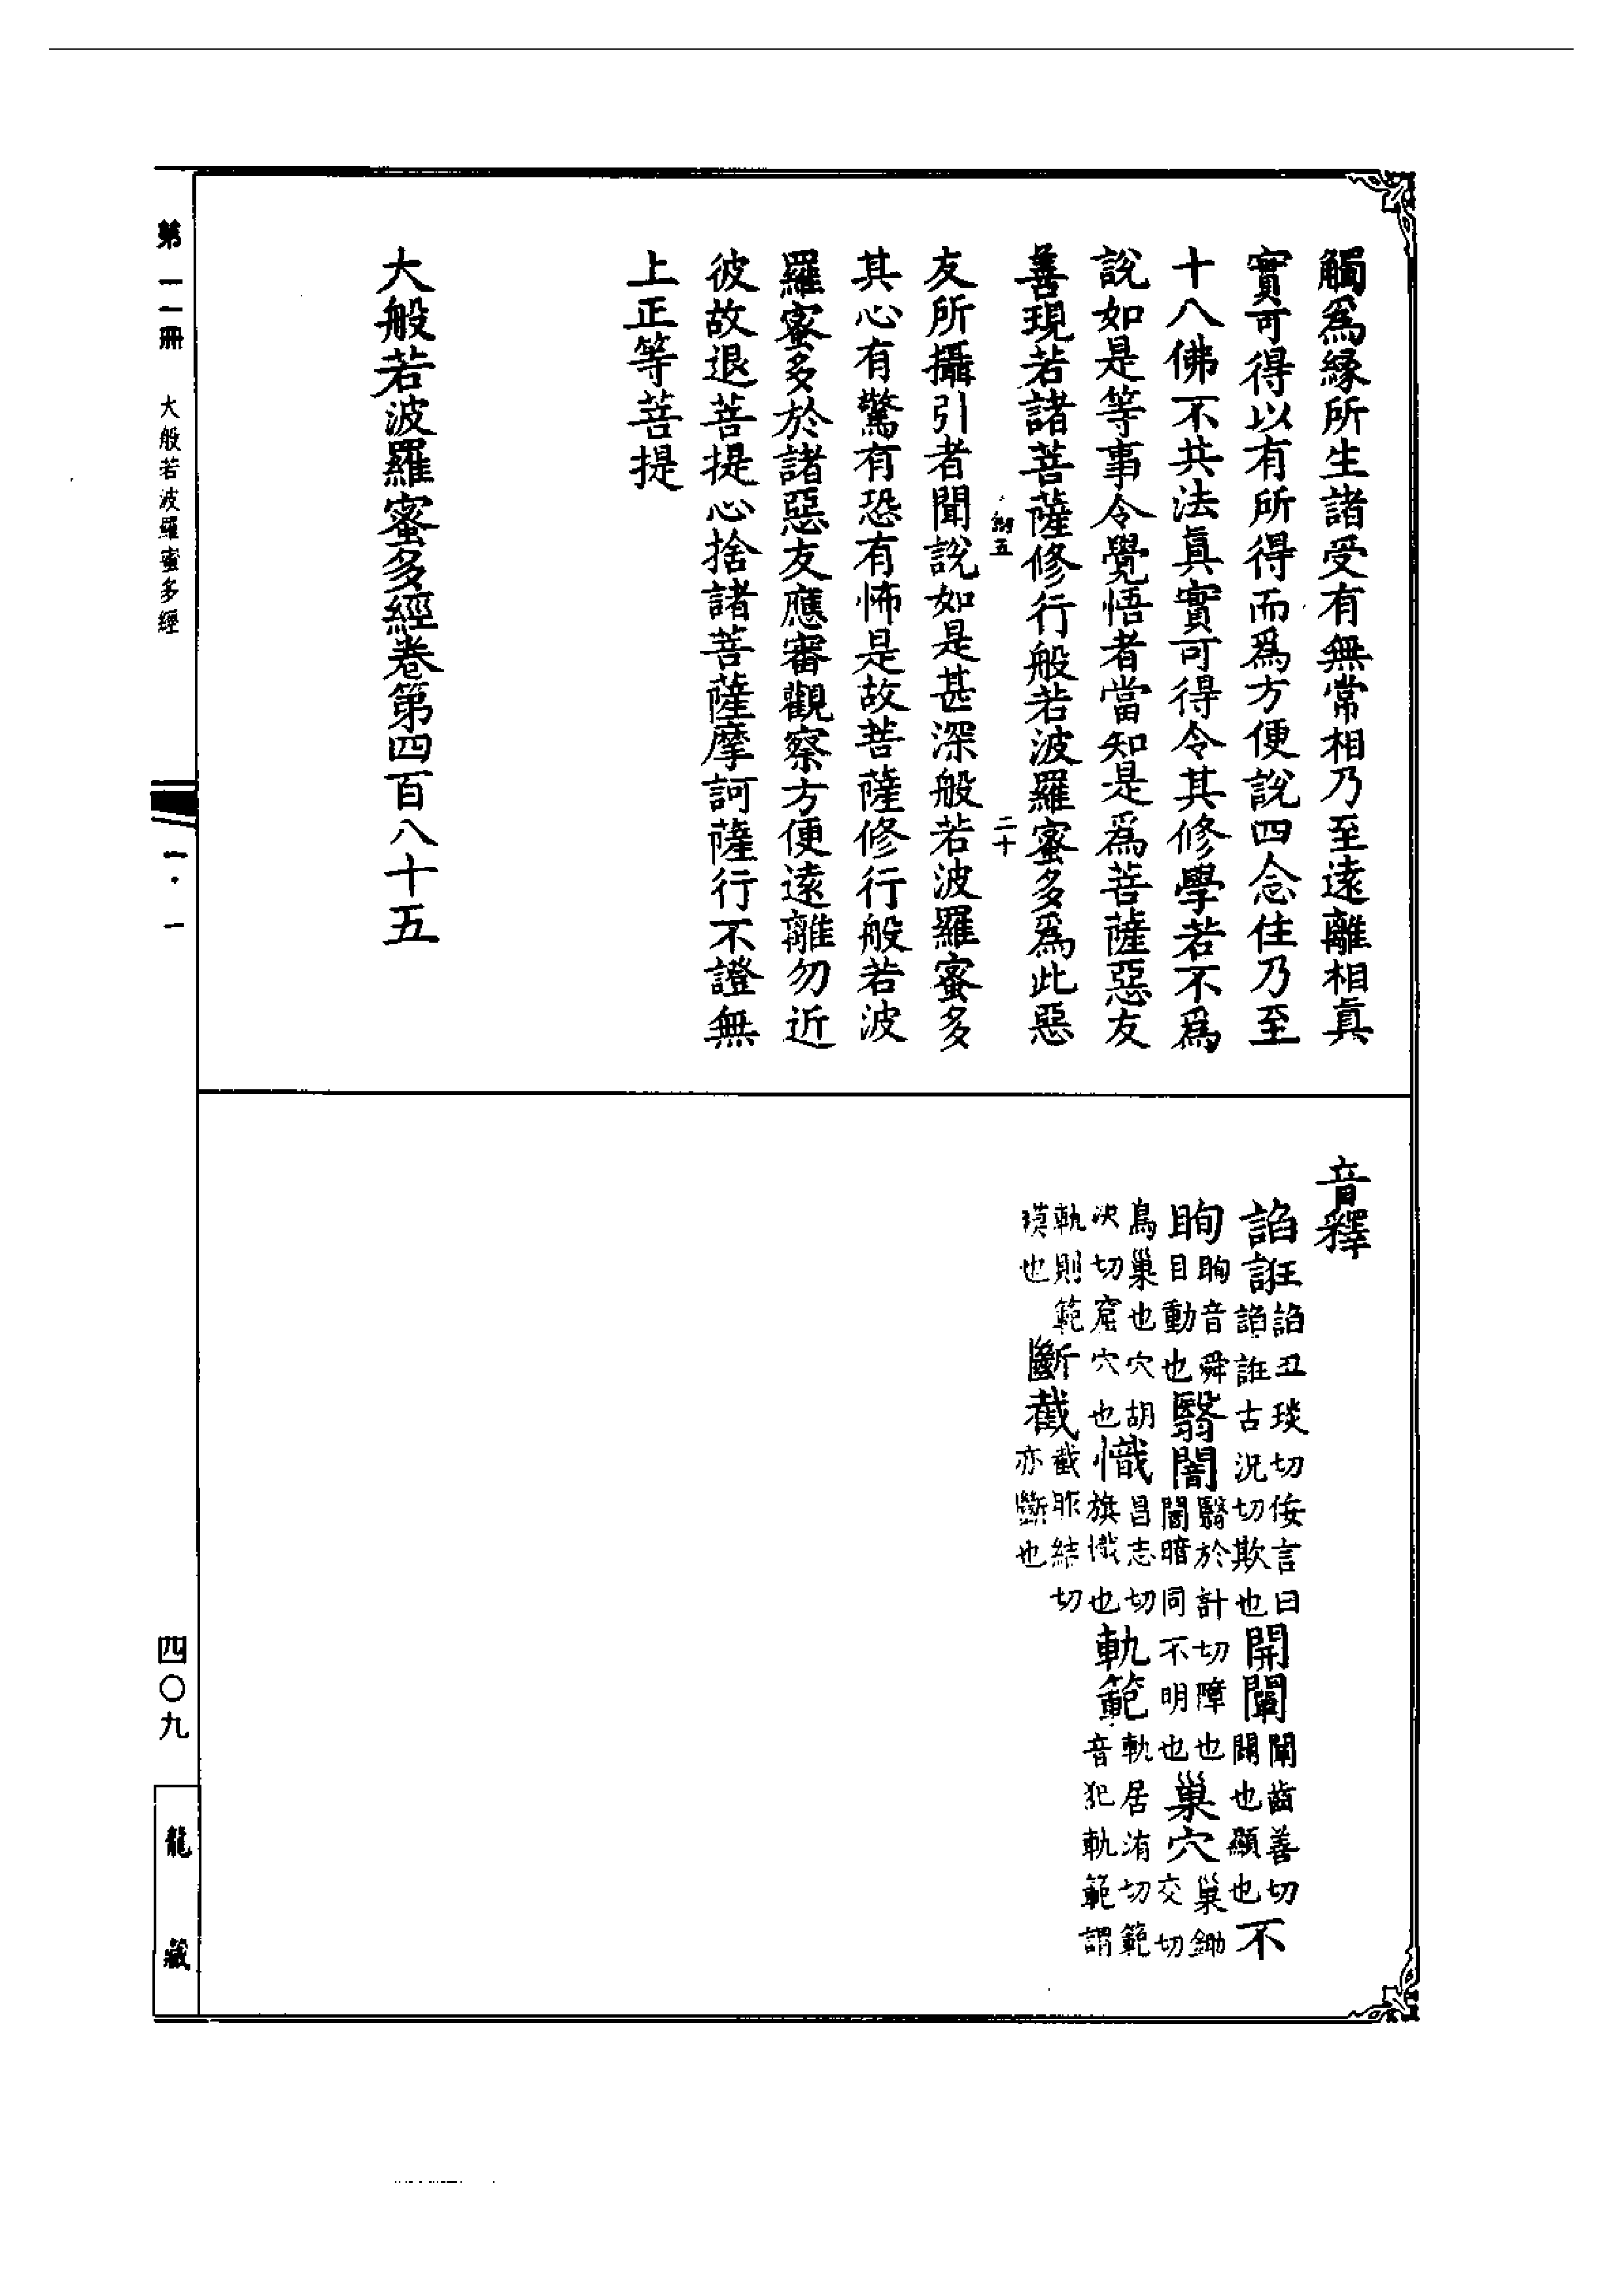 觸爲緣所生諸受有無常相乃至遠離相真
實可得以有所得而爲方便說四念住乃至
十八佛不共法真實可得令其修學若不爲
說如是等事令覺悟者當知是爲菩薩惡友
善現若諸菩薩修行般若波羅蜜多爲此惡
五 二十
友所攝引者聞說如是甚深般若波羅蜜多
其心有驚有恐有怖是故菩薩修行般若波
羅蜜多於諸惡友應審觀察方便遠離勿近
彼故退菩提心捨諸菩薩摩訶薩行不證無
上正等菩提
大般若波羅蜜多經卷第四百八十五
音釋
諂誑諂丑琰切佞言曰諂誑古況切欺也開闡闡齒善切闢也顯也不
眴眴音舜目動也翳闇翳於計切障也闇暗同不明也巢穴巢鋤交切
鳥巢也穴胡決切窟穴也幟昌志切旗幟也軌範軌居洧切範音犯軌範謂
軌則範模也斷截截昨結切亦斷也
第一一冊 大般若波羅蜜多經 一·一 四〇九 龍藏